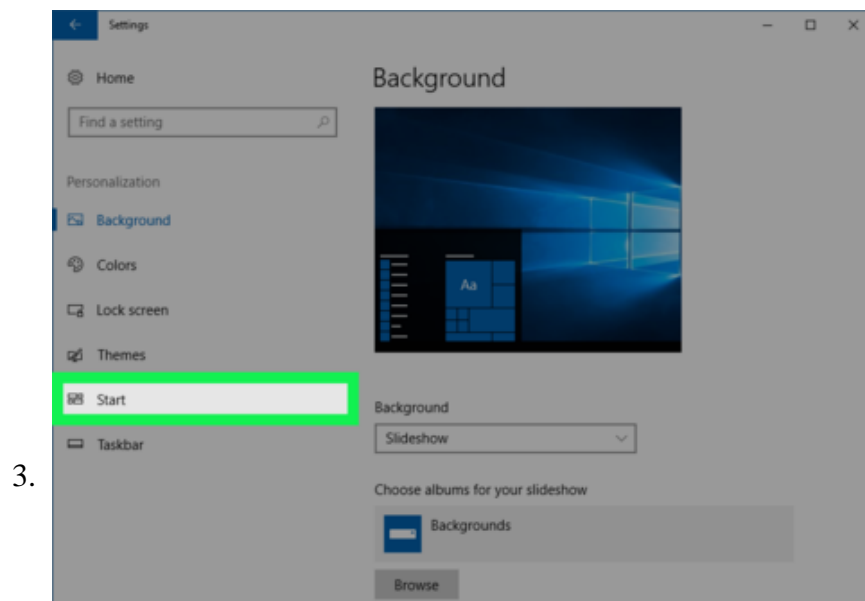 Settings
Home
Find a setting
Personalization
Background
Colors
Lock screen
Themes
Start
Taskbar
3.
Background
Aa
Background
Slideshow
Choose albums for your slideshow
Backgrounds
Browse